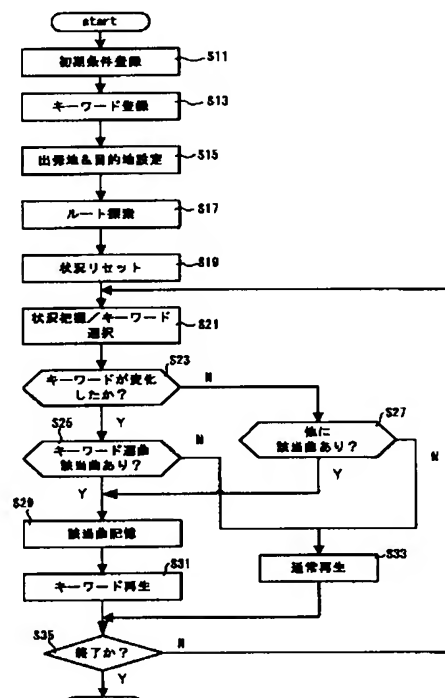 start
初期条件登録
S11
キーワード登録
S13
出発地&目的地設定
S15
ルート探索
S17
状況リセット
S19
状況把握／キーワード
選択
S21
キーワードが変化
したか？
S23
N
Y
キーワード選曲
該当曲あり？
S25
N
Y
他に
該当曲あり？
S27
N
Y
該当曲記憶
S29
キーワード再生
S31
通常再生
S33
終了か？
S35
N
Y